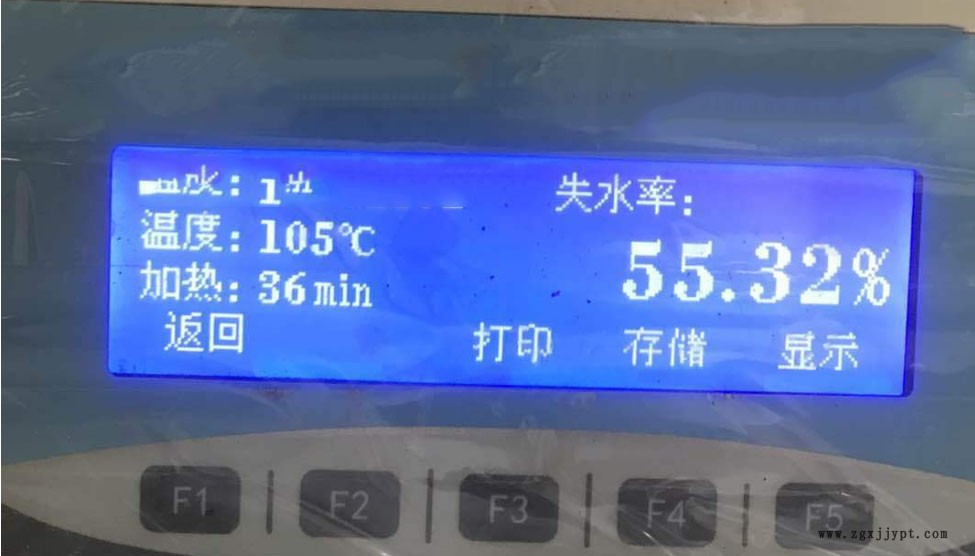 失水率:
温度: 105℃
55.32%
加热: 36min
返回 打印 存储 显示
F1 F2 F3 F4 F5
www.zgxjjypt.com